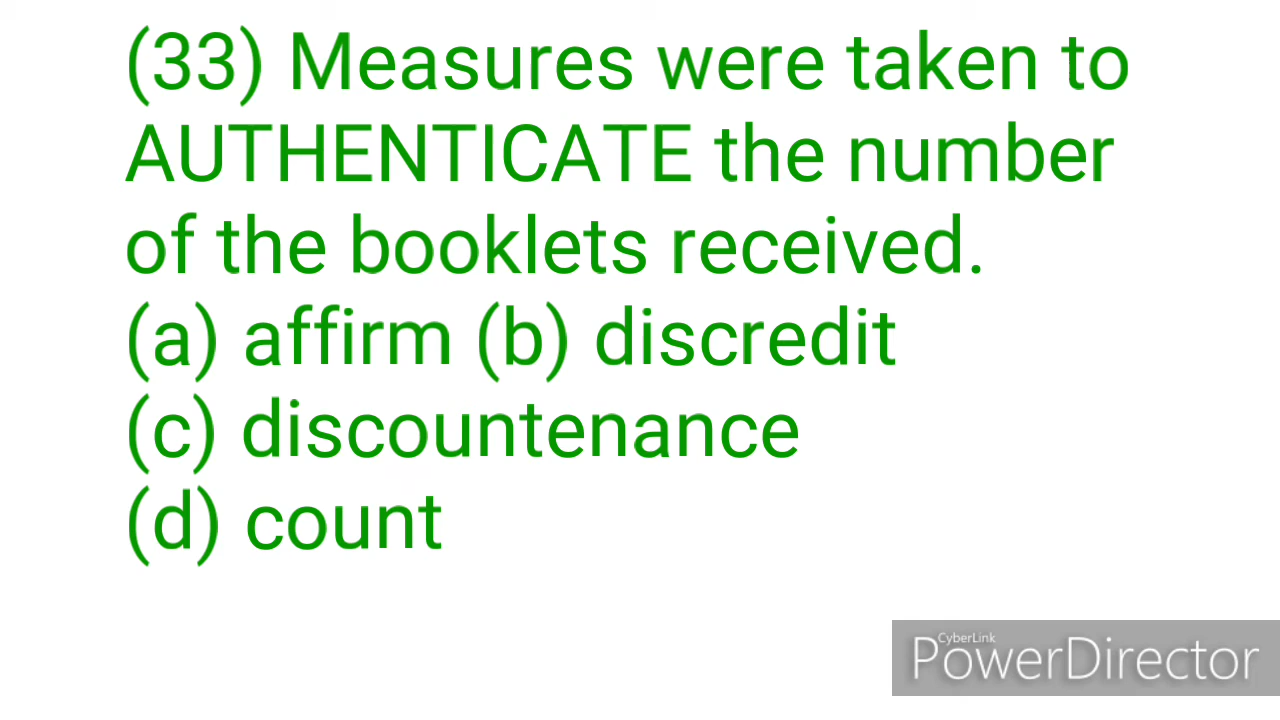 (33) Measures were taken to
AUTHENTICATE the number
of the booklets received.
(a) affirm (b) discredit
(c) discountenance
(d) count
CyberLink
PowerDirector